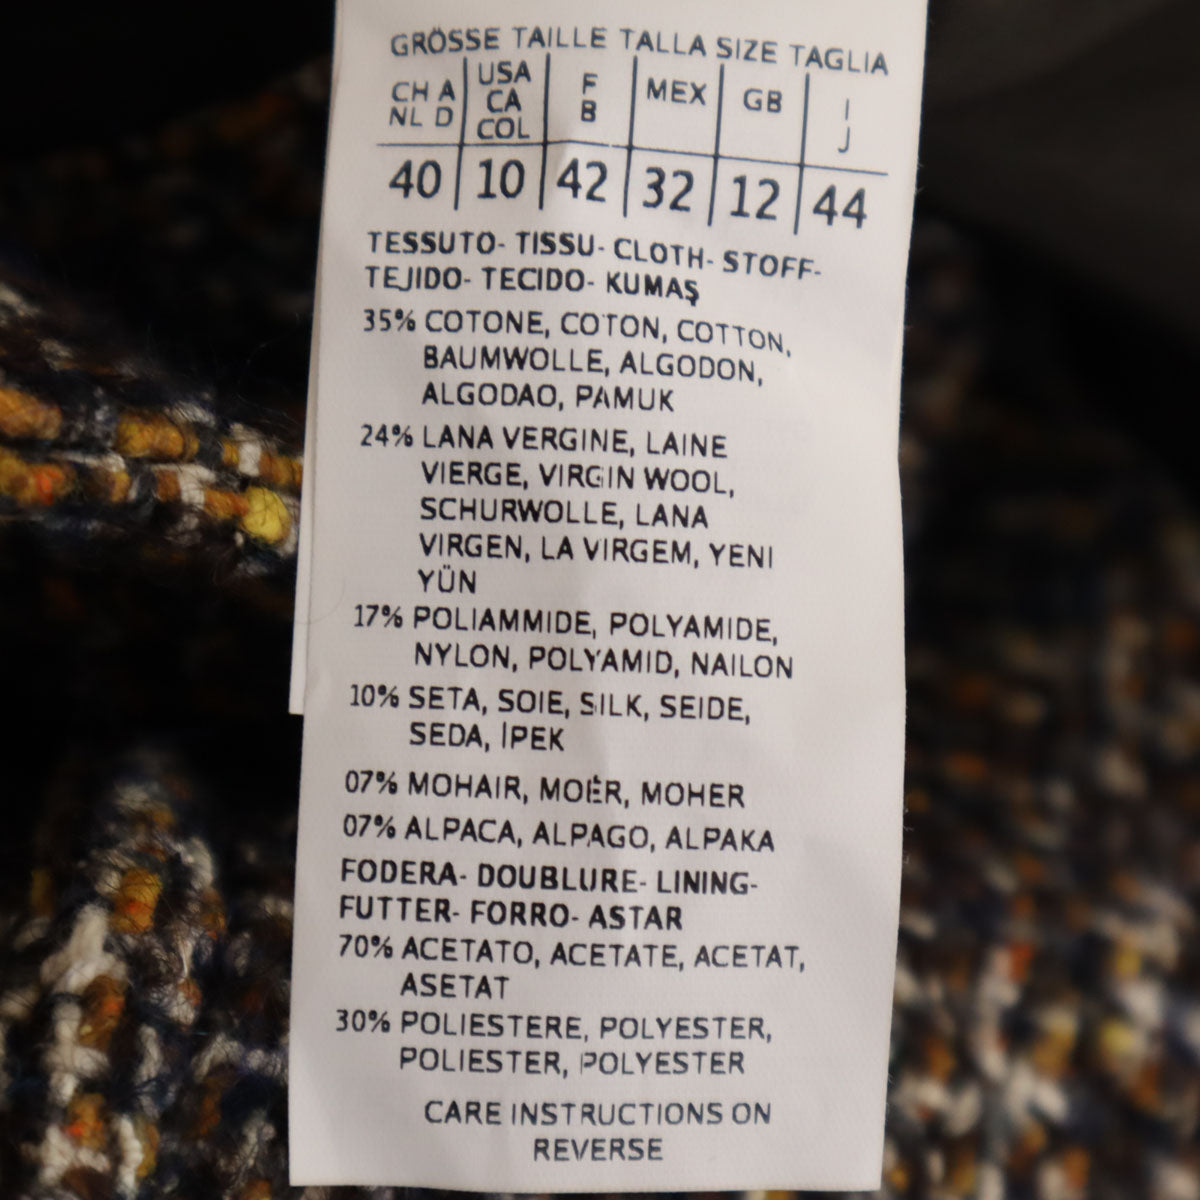 GRÖSSE TAILLE TALLA SIZE TAGLIA
CH A NL D | USA CA COL | F B | MEX | GB | I J
40 | 10 | 42 | 32 | 12 | 44
TESSUTO- TISSU- CLOTH- STOFF-
TEJIDO- TECIDO- KUMAŞ
35% COTONE, COTON, COTTON,
BAUMWOLLE, ALGODON,
ALGODAO, PAMUK
24% LANA VERGINE, LAINE
VIERGE, VIRGIN WOOL,
SCHURWOLLE, LANA
VIRGEN, LA VIRGEM, YENI
YÜN
17% POLIAMMIDE, POLYAMIDE,
NYLON, POLYAMID, NAILON
10% SETA, SOIE, SILK, SEIDE,
SEDA, İPEK
07% MOHAIR, MOÈR, MOHER
07% ALPACA, ALPAGO, ALPAKA
FODERA- DOUBLURE- LINING-
FUTTER- FORRO- ASTAR
70% ACETATO, ACETATE, ACETAT,
ASETAT
30% POLIESTERE, POLYESTER,
POLIESTER, POLYESTER
CARE INSTRUCTIONS ON
REVERSE